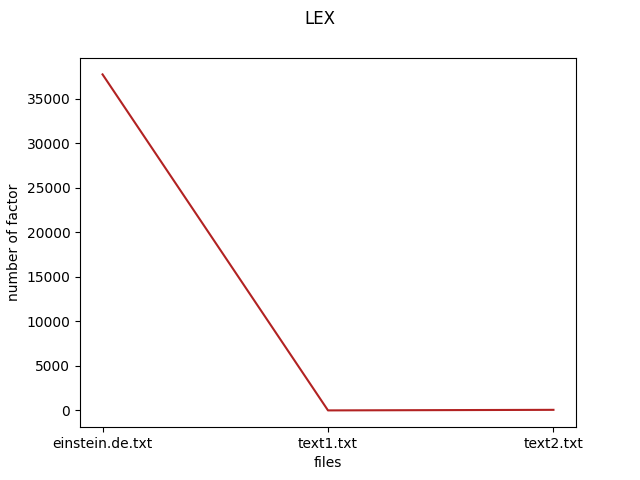 LEX
number of factor
35000
30000
25000
20000
15000
10000
5000
0
einstein.de.txt
text1.txt
text2.txt
files